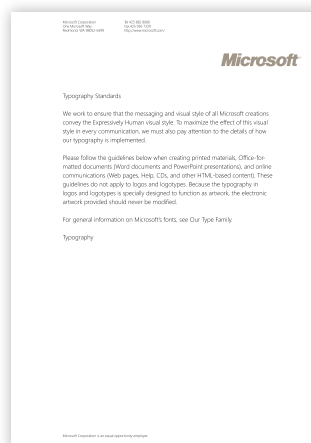 Microsoft Corporation
One Microsoft Way
Redmond, WA 98052-6399
Tel 425 882 8080
Fax 425 936 7329
http://www.microsoft.com/
Microsoft
Typography Standards
We work to ensure that the messaging and visual style of all Microsoft creations
convey the Expressively Human visual style. To maximize the effect of this visual
style in every communication, we must also pay attention to the details of how
our typography is implemented.
Please follow the guidelines below when creating printed materials, Office-for-
matted documents (Word documents and PowerPoint presentations), and online
communications (Web pages, Help, CDs, and other HTML-based content). These
guidelines do not apply to logos and logotypes. Because the typography in
logos and logotypes is specially designed to function as artwork, the electronic
artwork provided should never be modified.
For general information on Microsoft's fonts, see Our Type Family.
Typography
Microsoft Corporation is an equal opportunity employer.